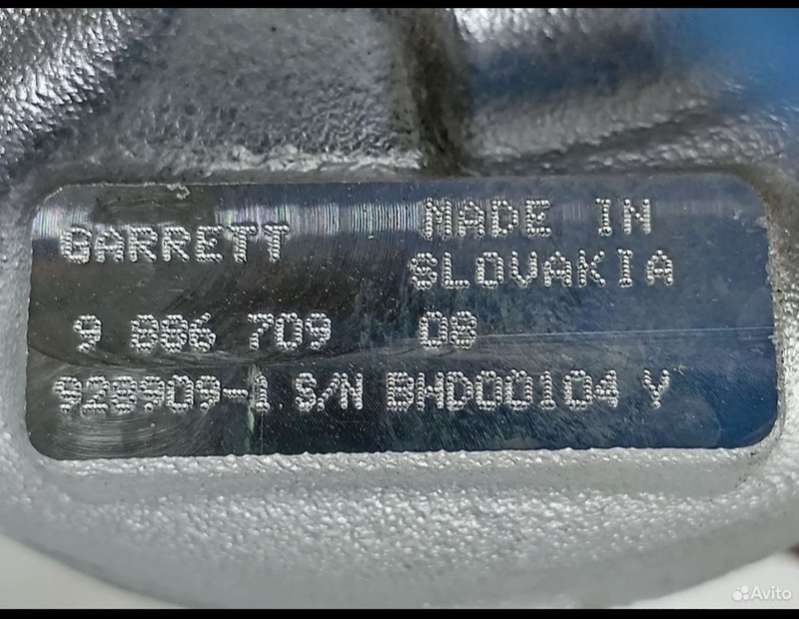 GARRETT MADE IN
SLOVAKIA
9 886 709 08
928909-1 S/N BHD00104 Y
Avito